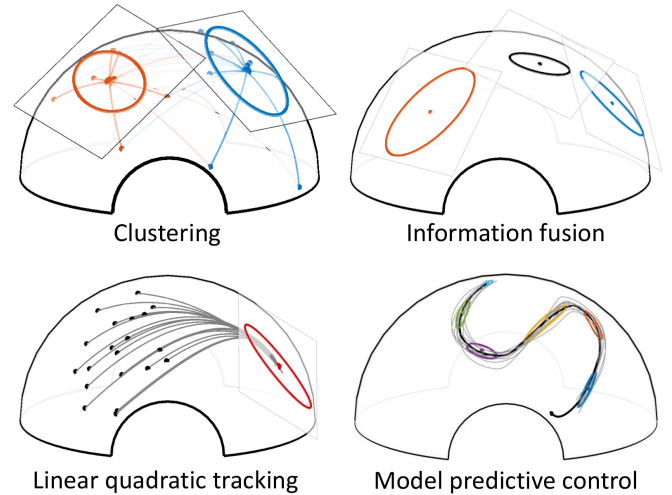 Clustering
Information fusion
Linear quadratic tracking
Model predictive control